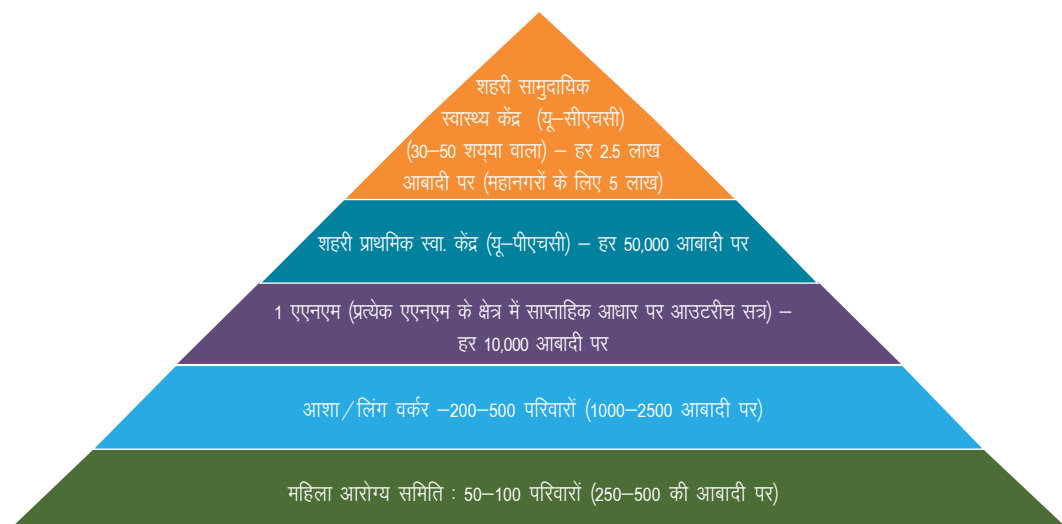 शहरी सामुदायिक
स्वास्थ्य केंद्र (यू–सीएचसी)
(30–50 शय्या वाला) – हर 2.5 लाख
आबादी पर (महानगरों के लिए 5 लाख)
शहरी प्राथमिक स्वा. केंद्र (यू–पीएचसी) – हर 50,000 आबादी पर
1 एएनएम (प्रत्येक एएनएम के क्षेत्र में साप्ताहिक आधार पर आउटरीच सत्र) –
हर 10,000 आबादी पर
आशा/लिंग वर्कर –200–500 परिवारों (1000–2500 आबादी पर)
महिला आरोग्य समिति : 50–100 परिवारों (250–500 की आबादी पर)